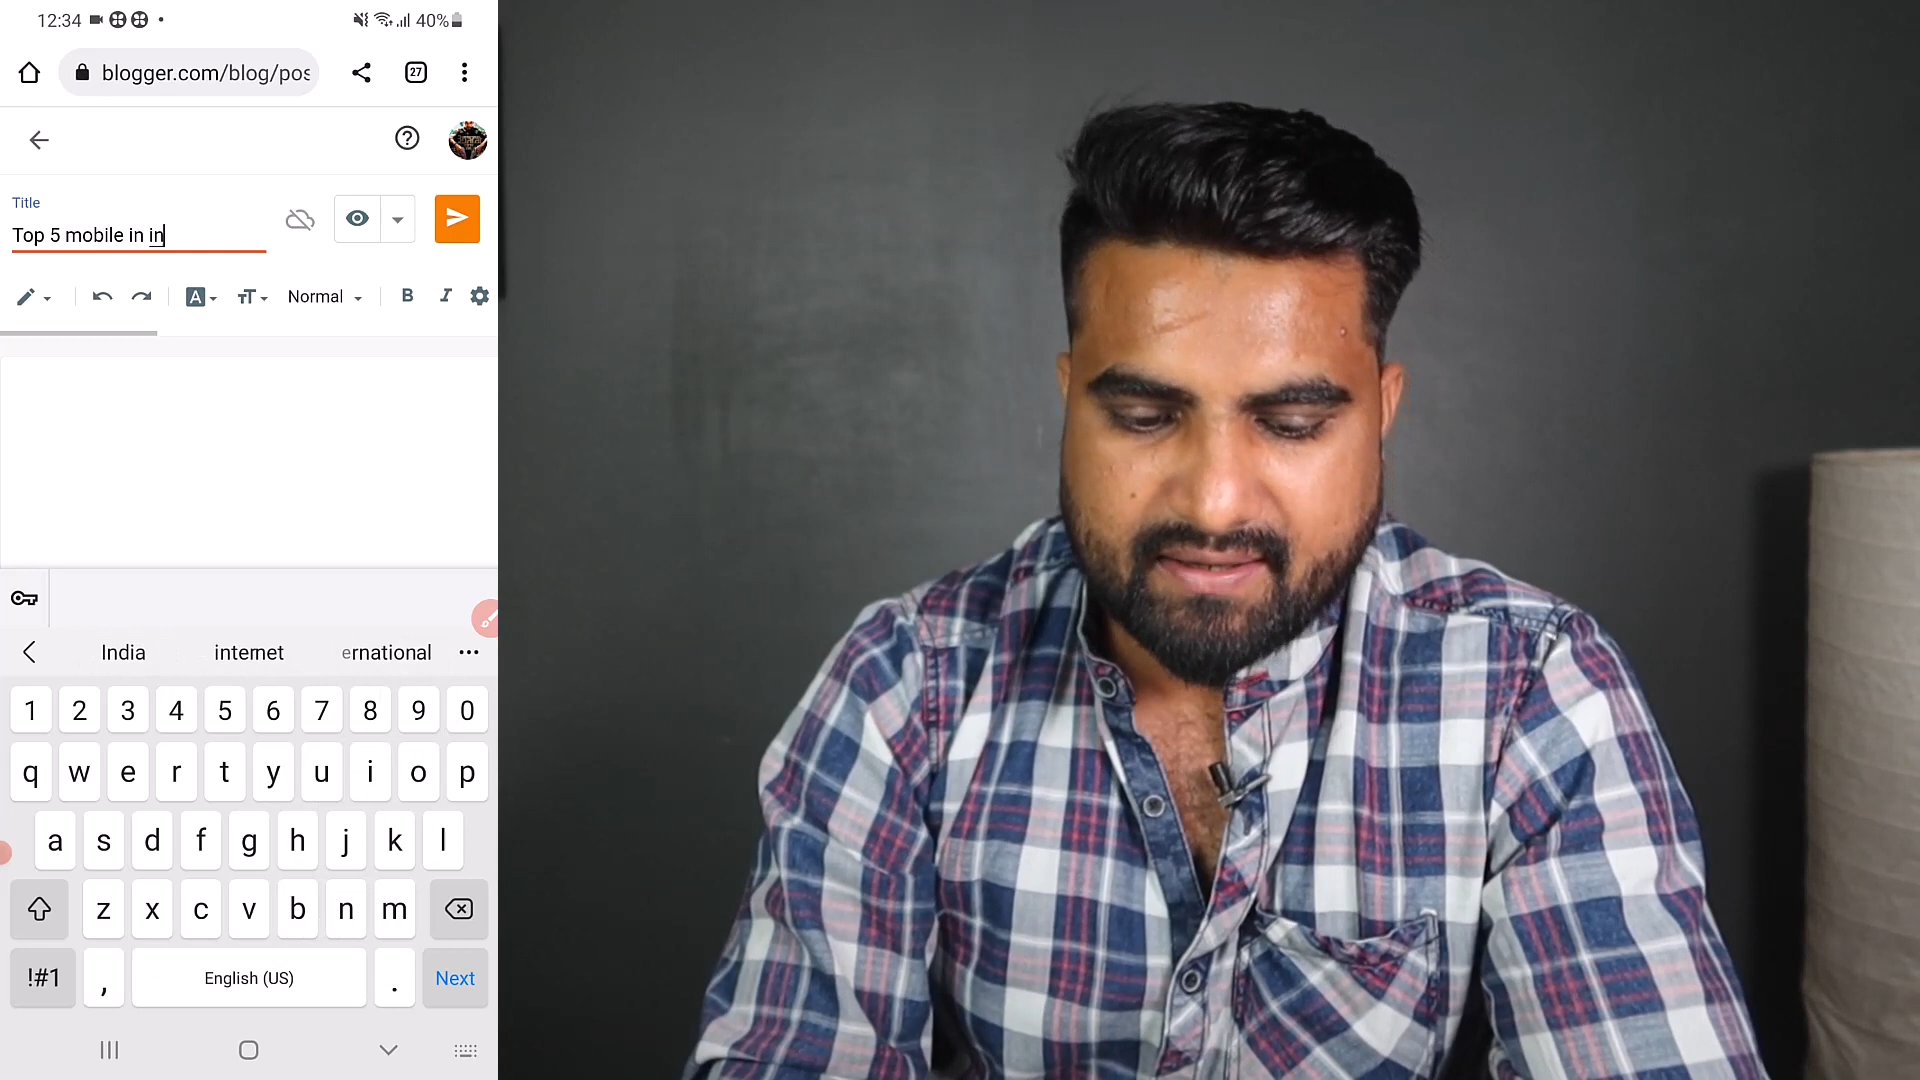 12:34
40%
blogger.com/blog/pos
27
Title
Top 5 mobile in in
Normal
B I
India internet ernational
1 2 3 4 5 6 7 8 9 0
q w e r t y u i o p
a s d f g h j k l
z x c v b n m
!#1 , English (US) . Next